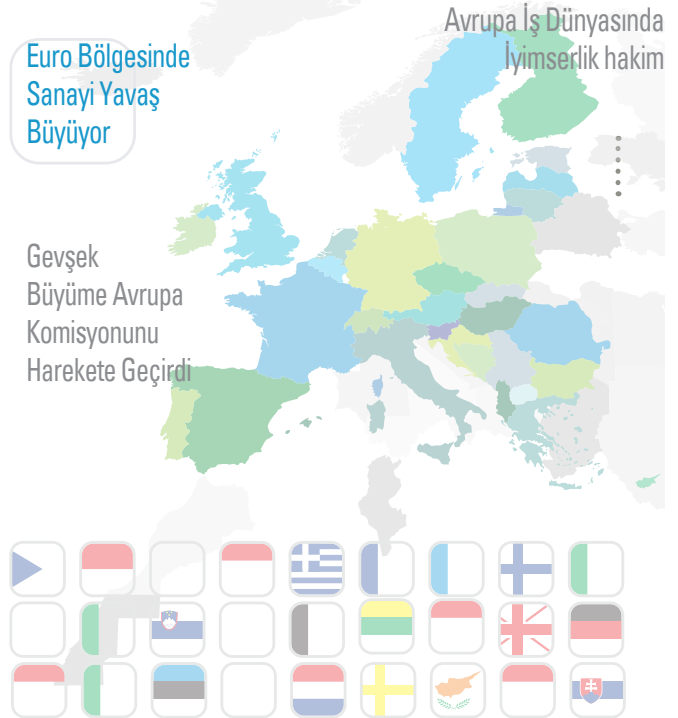 Avrupa İş Dünyasında
İyimserlik hakim
Euro Bölgesinde
Sanayi Yavaş
Büyüyor
Gevşek
Büyüme Avrupa
Komisyonunu
Harekete Geçirdi